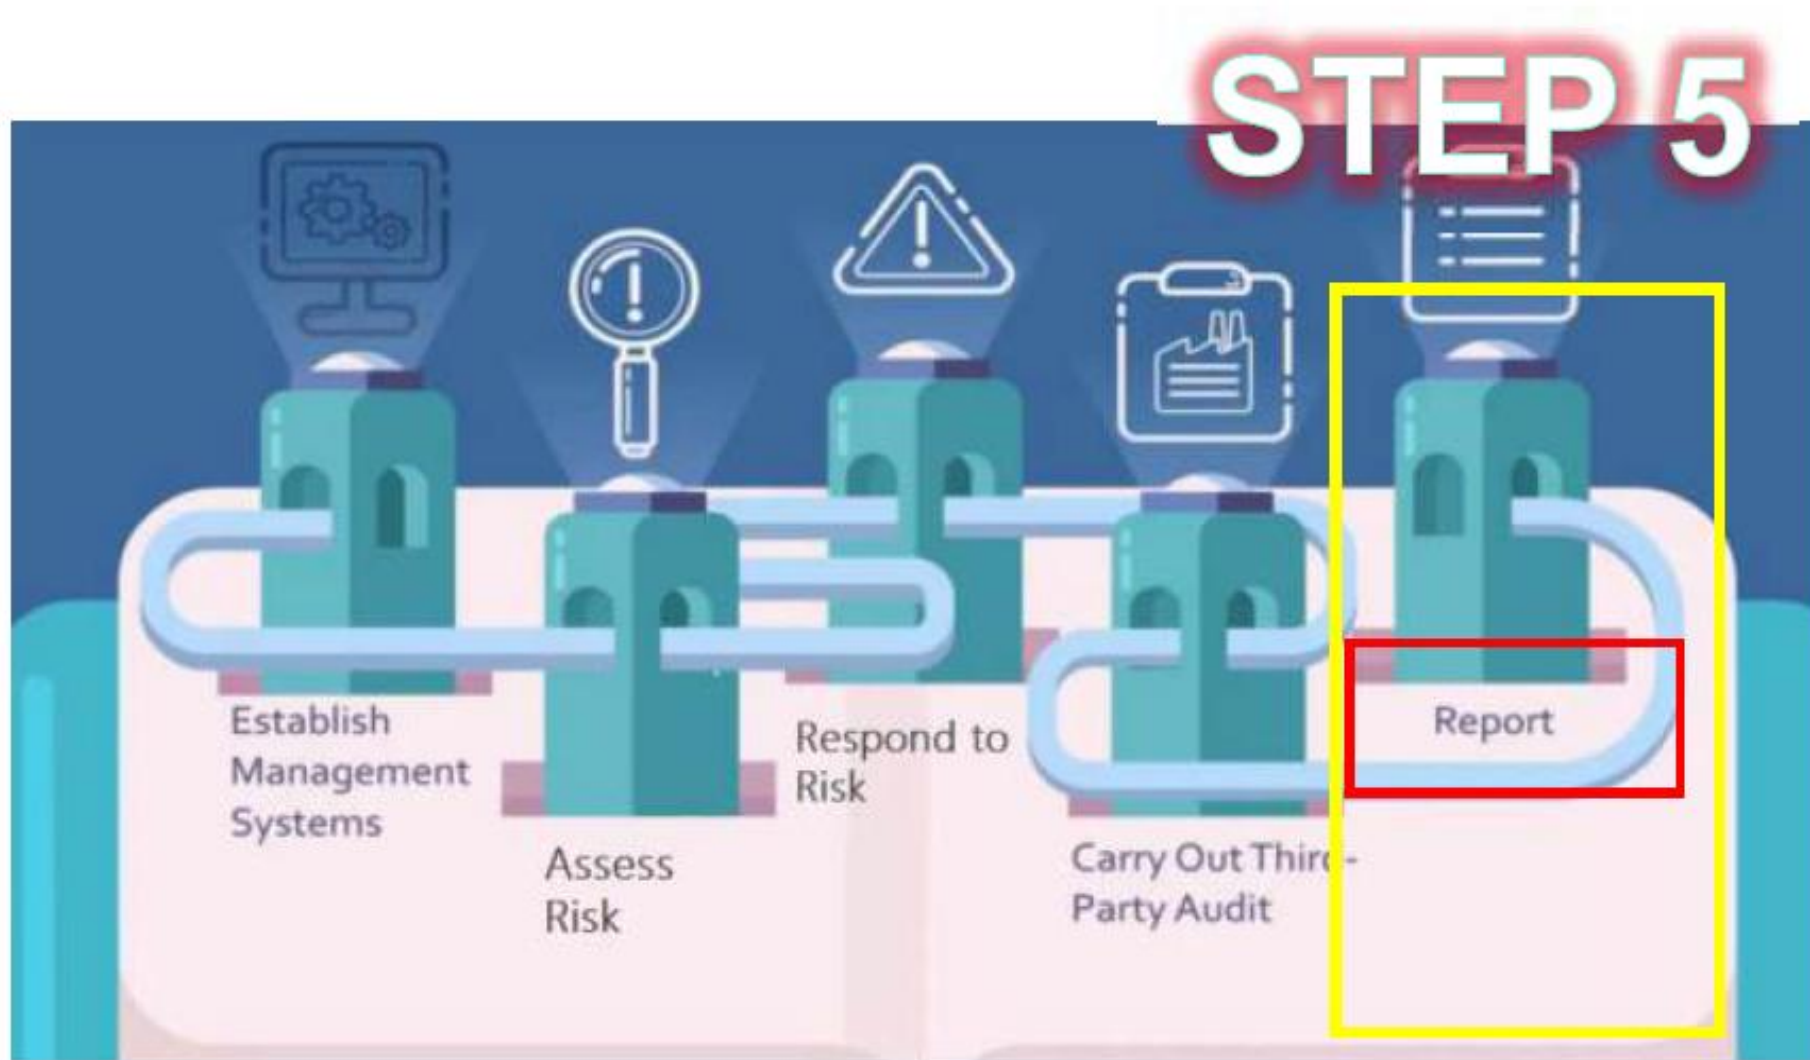 STEP 5
Establish
Management
Systems
Assess
Risk
Respond to
Risk
Carry Out Third-
Party Audit
Report